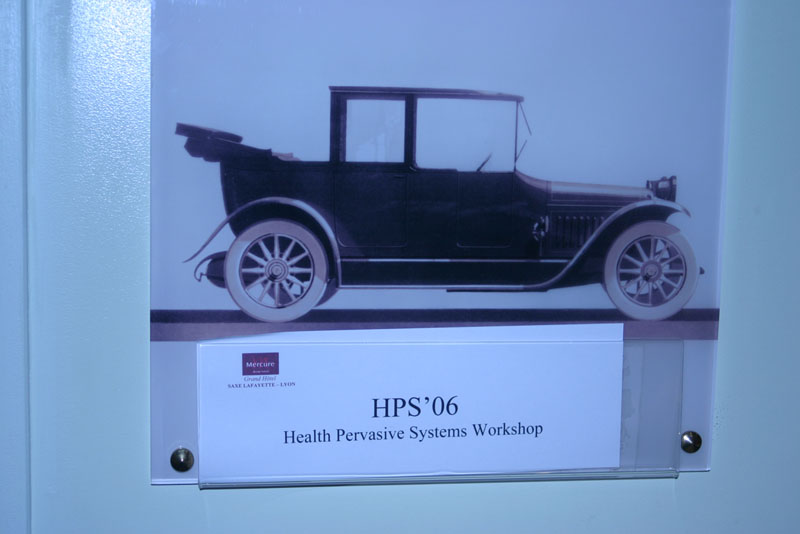 Mercure
Grand Hôtel
SAXE LAFAYETTE - LYON
HPS'06
Health Pervasive Systems Workshop